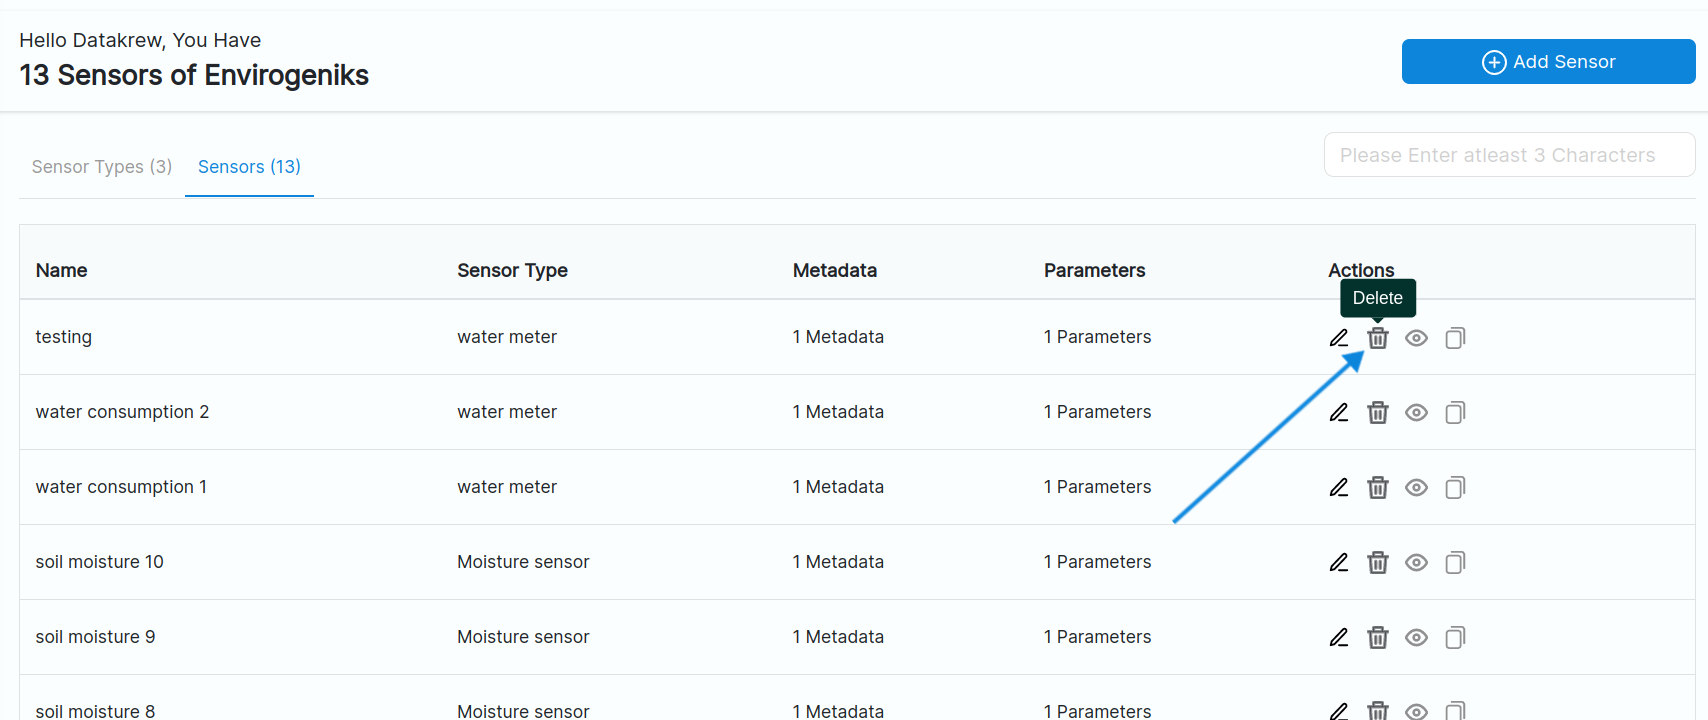 Hello Datakrew, You Have
13 Sensors of Envirogeniks
Add Sensor
Sensor Types (3) Sensors (13)
Please Enter atleast 3 Characters
Name Sensor Type Metadata Parameters Actions
Delete
testing water meter 1 Metadata 1 Parameters
water consumption 2 water meter 1 Metadata 1 Parameters
water consumption 1 water meter 1 Metadata 1 Parameters
soil moisture 10 Moisture sensor 1 Metadata 1 Parameters
soil moisture 9 Moisture sensor 1 Metadata 1 Parameters
soil moisture 8 Moisture sensor 1 Metadata 1 Parameters